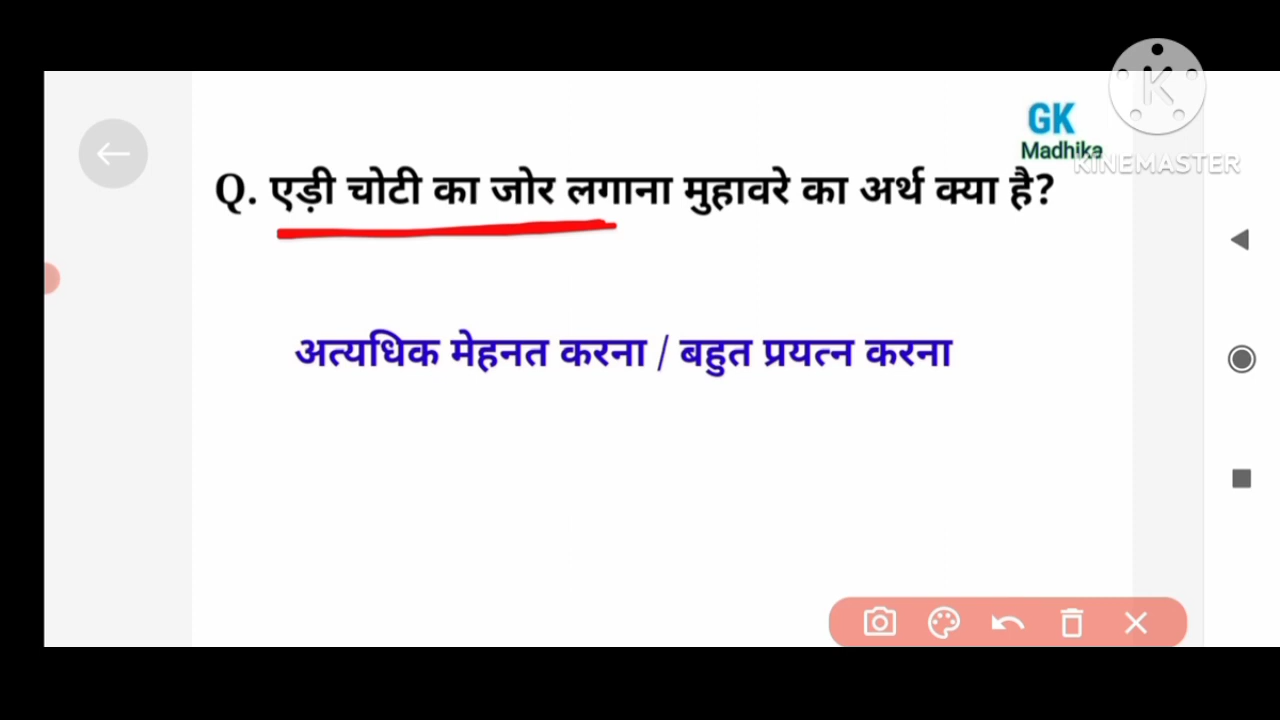 GK
Madhika
KINEMASTER
Q. एड़ी चोटी का जोर लगाना मुहावरे का अर्थ क्या है?
अत्यधिक मेहनत करना / बहुत प्रयत्न करना